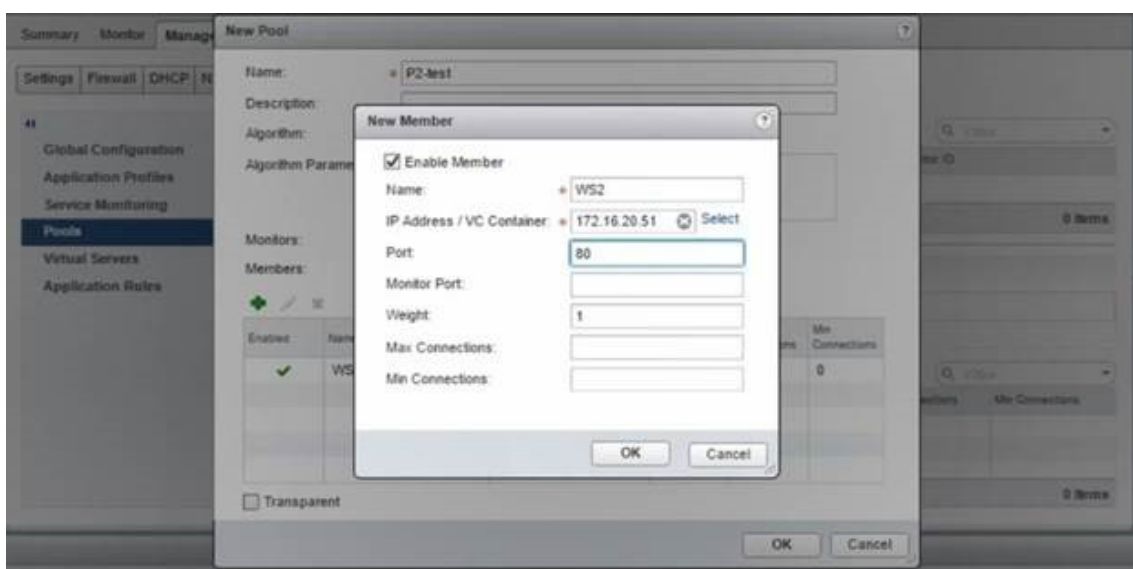 Summary Monitor Manage
New Pool
Settings Firewall DHCP N
Name: P2-test
Description:
Algorithm:
Algorithm Parame
Global Configuration
Application Profiles
Service Monitoring
Pools
Virtual Servers
Application Rules
Monitors:
Members:
Enabled Name
WS
Transparent
New Member
Enable Member
Name: WS2
IP Address / VC Container: 172.16.20.51 Select
Port: 80
Monitor Port:
Weight: 1
Max Connections:
Min Connections:
OK Cancel
Min Connections
0
OK Cancel
Filter
0 Items
Filter
Min Connections
0 Items